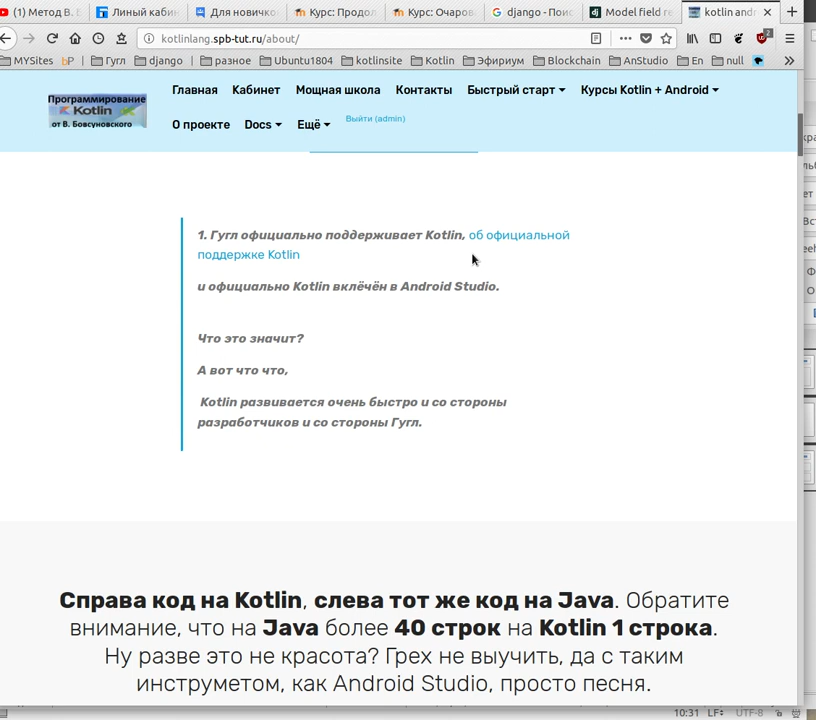 (1) Метод В. Б
Линый кабин
Для новичко
Курс: Продол
Курс: Очаров
django - Пои
Model field re
kotlin andr
kotlinlang.spb-tut.ru/about/
2
MYSites
bP
Гугл
django
разное
Ubuntu1804
kotlinsite
Kotlin
Эфириум
Blockchain
AnStudio
En
null
Программирование
Kotlin
от В. Бовсуновского
Главная Кабинет Мощная школа Контакты Быстрый старт Курсы Kotlin + Android
О проекте Docs Ещё Выйти (admin)
1. Гугл официально поддерживает Kotlin, об официальной
поддержке Kotlin
и официально Kotlin вклёчён в Android Studio.
Что это значит?
А вот что что,
Kotlin развивается очень быстро и со стороны
разработчиков и со стороны Гугл.
Справа код на Kotlin, слева тот же код на Java. Обратите
внимание, что на Java более 40 строк на Kotlin 1 строка.
Ну разве это не красота? Грех не выучить, да с таким
инструметом, как Android Studio, просто песня.
10:31 LF UTF-8